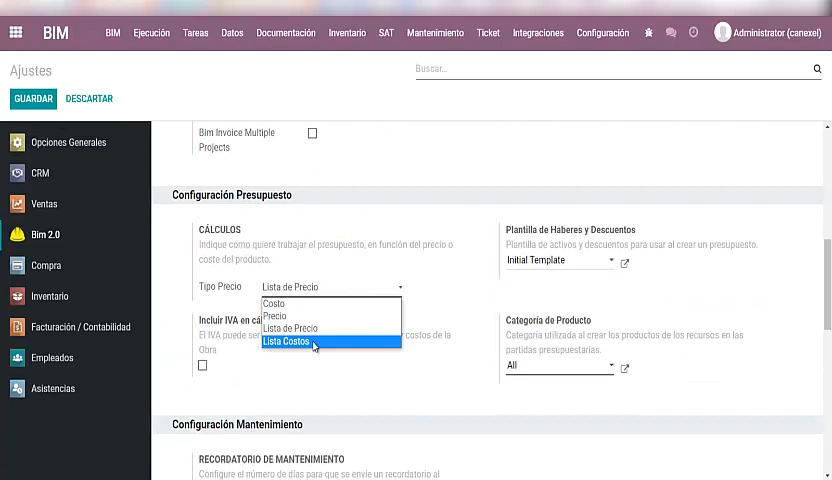 BIM
BIM Ejecución Tareas Datos Documentación Inventario SAT Mantenimiento Ticket Integraciones Configuración Administrator (canexel)
Ajustes
Buscar...
GUARDAR DESCARTAR
Opciones Generales
CRM
Ventas
Bim 2.0
Compra
Inventario
Facturación / Contabilidad
Empleados
Asistencias
Bim Invoice Multiple
Projects
Configuración Presupuesto
CÁLCULOS
Indique cómo quiere trabajar el presupuesto, en función del precio o
coste del producto.
Tipo Precio Lista de Precio
Costo
Precio
Lista de Precio
Lista Costos
Incluir IVA en cá
El IVA puede ser costos de la
Obra
Plantilla de Haberes y Descuentos
Plantilla de activos y descuentos para usar al crear un presupuesto.
Initial Template
Categoría de Producto
Categoría utilizada al crear los productos de los recursos en las
partidas presupuestarias.
All
Configuración Mantenimiento
RECORDATORIO DE MANTENIMIENTO
Configure el número de días para que se envíe un recordatorio al